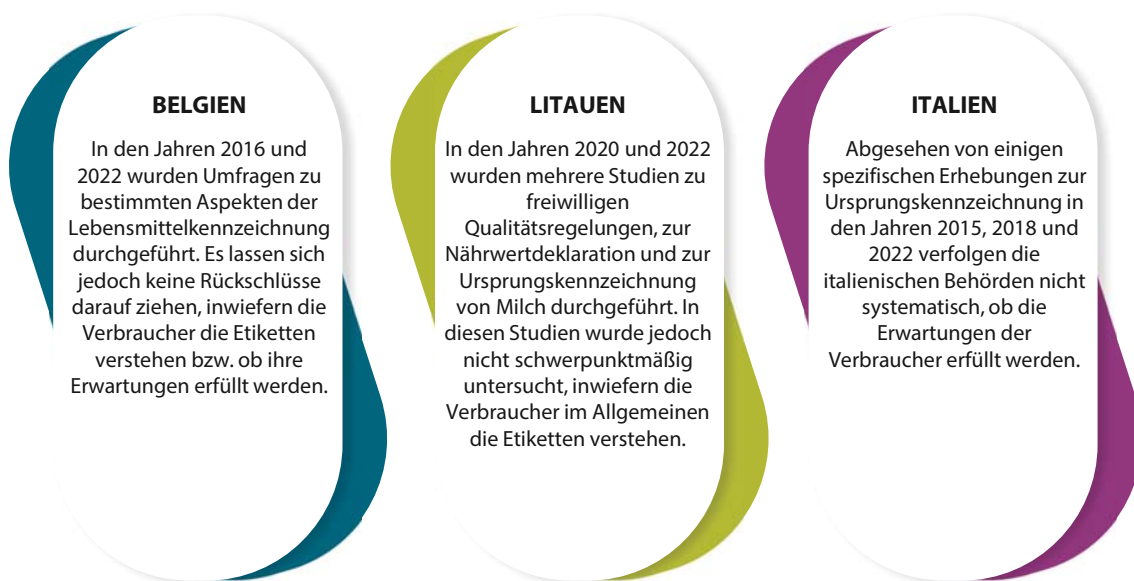 BELGIEN
In den Jahren 2016 und
2022 wurden Umfragen zu
bestimmten Aspekten der
Lebensmittelkennzeichnung
durchgeführt. Es lassen sich
jedoch keine Rückschlüsse
darauf ziehen, inwiefern die
Verbraucher die Etiketten
verstehen bzw. ob ihre
Erwartungen erfüllt werden.
LITAUEN
In den Jahren 2020 und 2022
wurden mehrere Studien zu
freiwilligen
Qualitätsregelungen, zur
Nährwertdeklaration und zur
Ursprungskennzeichnung
von Milch durchgeführt. In
diesen Studien wurde jedoch
nicht schwerpunktmäßig
untersucht, inwiefern die
Verbraucher im Allgemeinen
die Etiketten verstehen.
ITALIEN
Abgesehen von einigen
spezifischen Erhebungen zur
Ursprungskennzeichnung in
den Jahren 2015, 2018 und
2022 verfolgen die
italienischen Behörden nicht
systematisch, ob die
Erwartungen der
Verbraucher erfüllt werden.